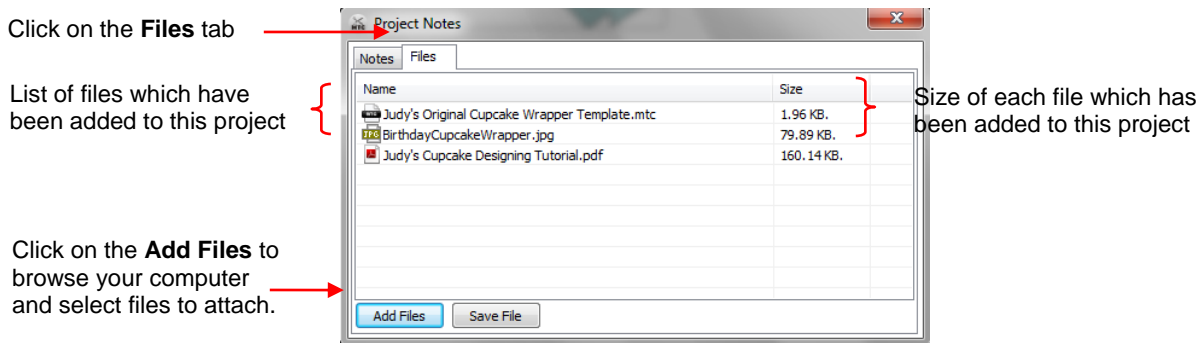 Project Notes
Click on the Files tab
Notes Files
List of files which have
been added to this project
Name Size
Judy's Original Cupcake Wrapper Template.mtc 1.96 KB.
BirthdayCupcakeWrapper.jpg 79.89 KB.
Judy's Cupcake Designing Tutorial.pdf 160.14 KB.
Size of each file which has
been added to this project
Click on the Add Files to
browse your computer
and select files to attach.
Add Files Save File